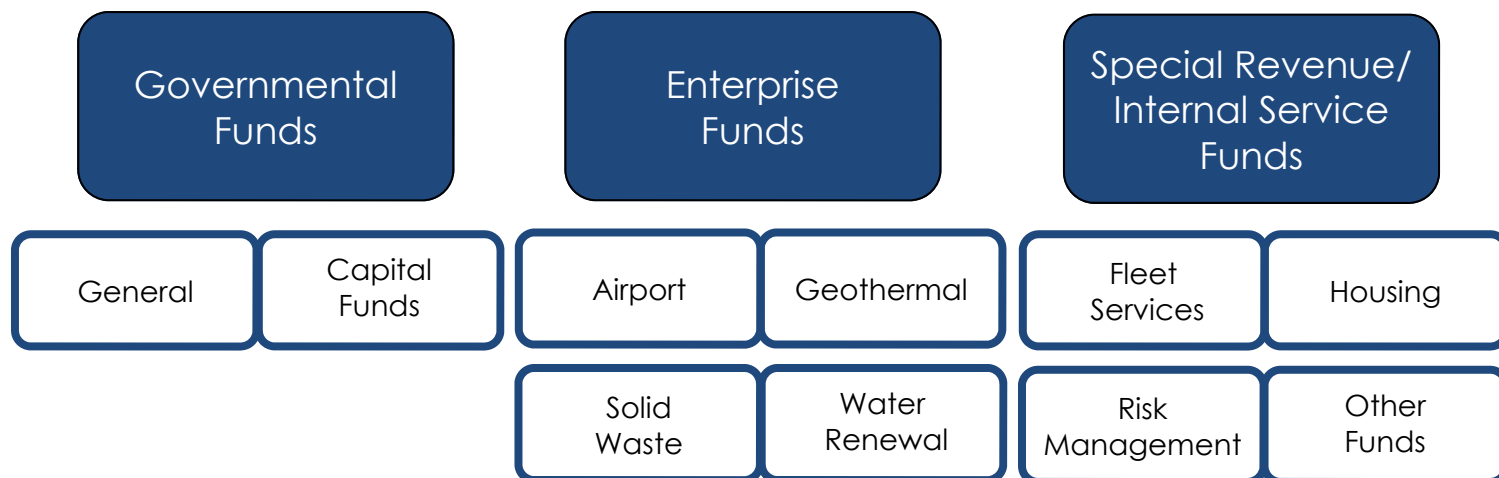 Governmental
Funds
Enterprise
Funds
Special Revenue/
Internal Service
Funds
General
Capital
Funds
Airport
Geothermal
Fleet
Services
Housing
Solid
Waste
Water
Renewal
Risk
Management
Other
Funds